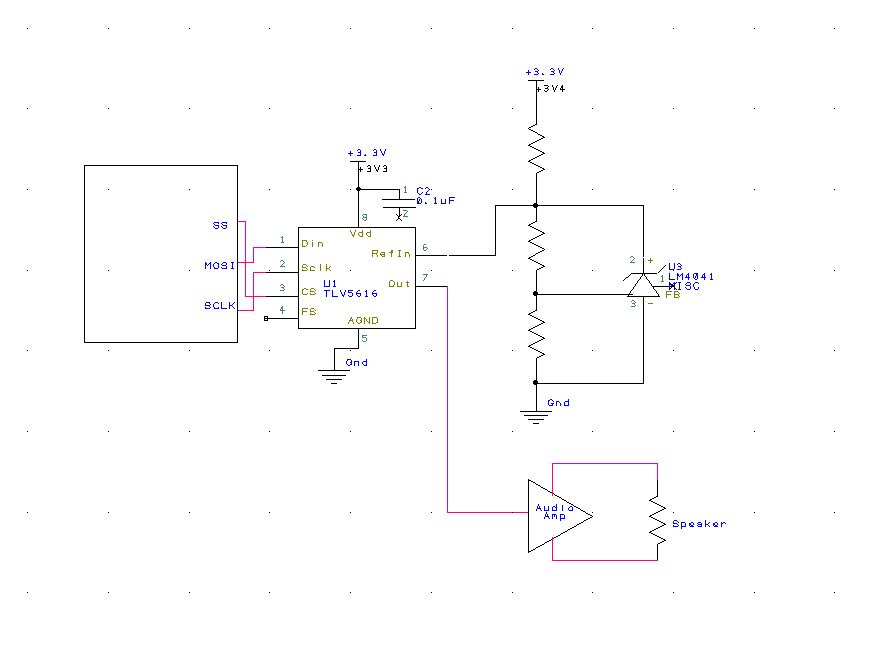 +3.3V
+3V4
+3.3V
+3V3
1 C2
0.1uF
2
8
Vdd
SS
1 Din
RefIn 6
MOSI
2 Sclk
Out 7
U1
TLV5616
3 CS
SCLK
4 FS
AGND
5
Gnd
2 +
U3
LM4041
1
MISC
FB
3 -
Gnd
Audio
Amp
Speaker